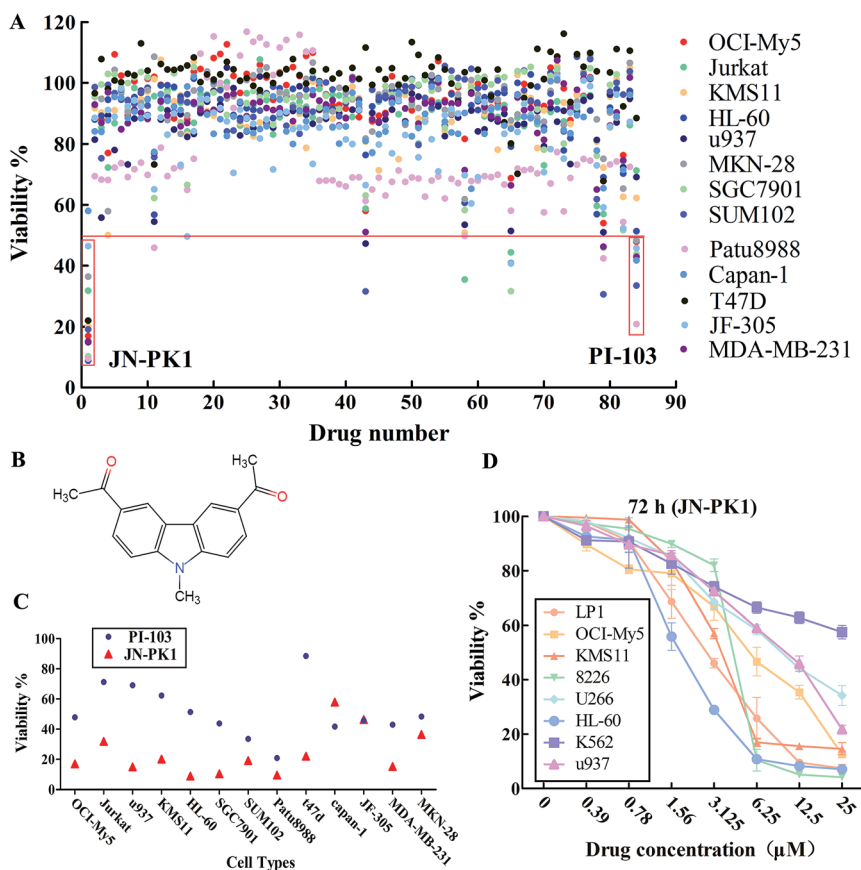 A
Viability %
120
100
80
60
40
20
0
0
10
20
30
40
50
60
70
80
90
Drug number
JN-PK1
PI-103
OCI-My5
Jurkat
KMS11
HL-60
u937
MKN-28
SGC7901
SUM102
Patu8988
Capan-1
T47D
JF-305
MDA-MB-231
B
O
H₃C
CH₃
O
N
CH₃
C
Viability %
100
80
60
40
20
0
PI-103
JN-PK1
OCI-My5
Jurkat
u937
KMS11
HL-60
SGC7901
SUM102
Patu8988
t47d
capan-1
JF-305
MDA-MB-231
MKN-28
Cell Types
D
72 h (JN-PK1)
Viability %
100
80
60
40
20
0
LP1
OCI-My5
KMS11
8226
U266
HL-60
K562
u937
0
0.39
0.78
1.56
3.125
6.25
12.5
25
Drug concentration (μM)